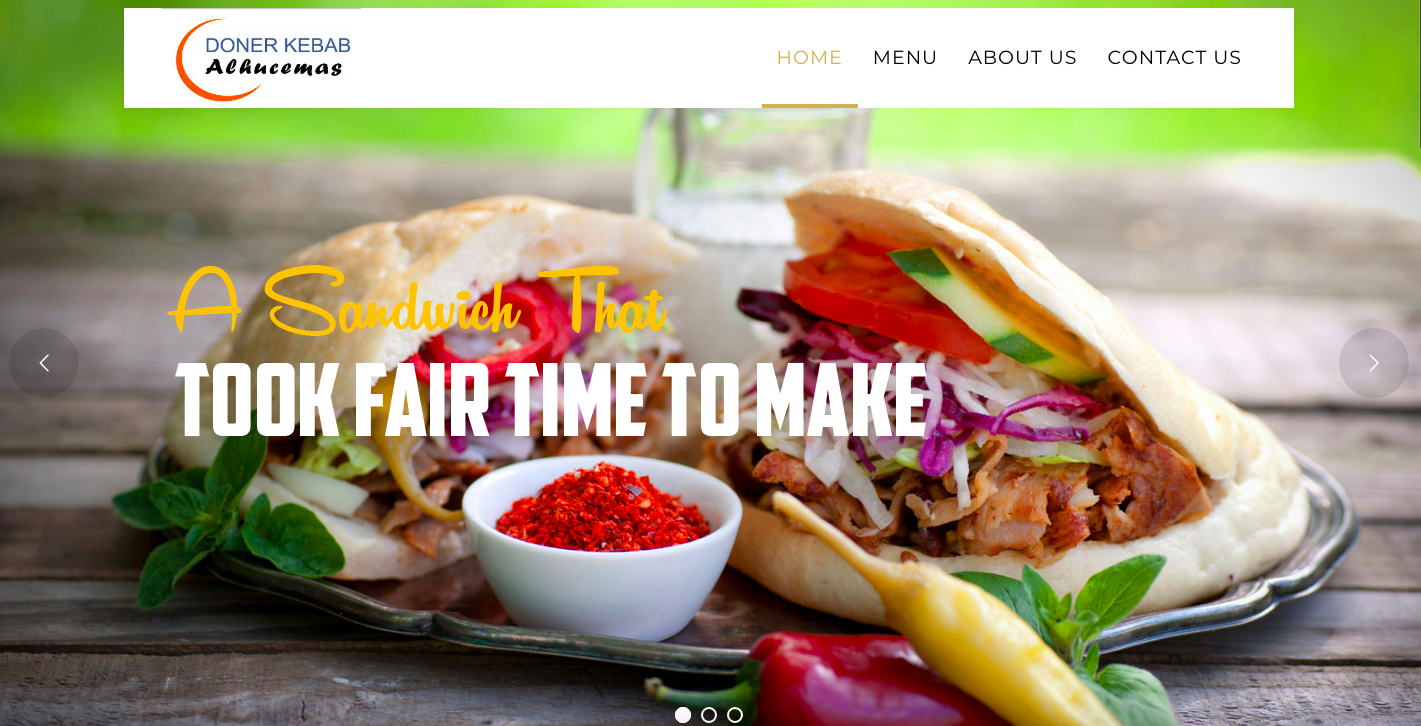 DONER KEBAB
Alhucemas
HOME MENU ABOUT US CONTACT US
A Sandwich That
TOOK FAIR TIME TO MAKE